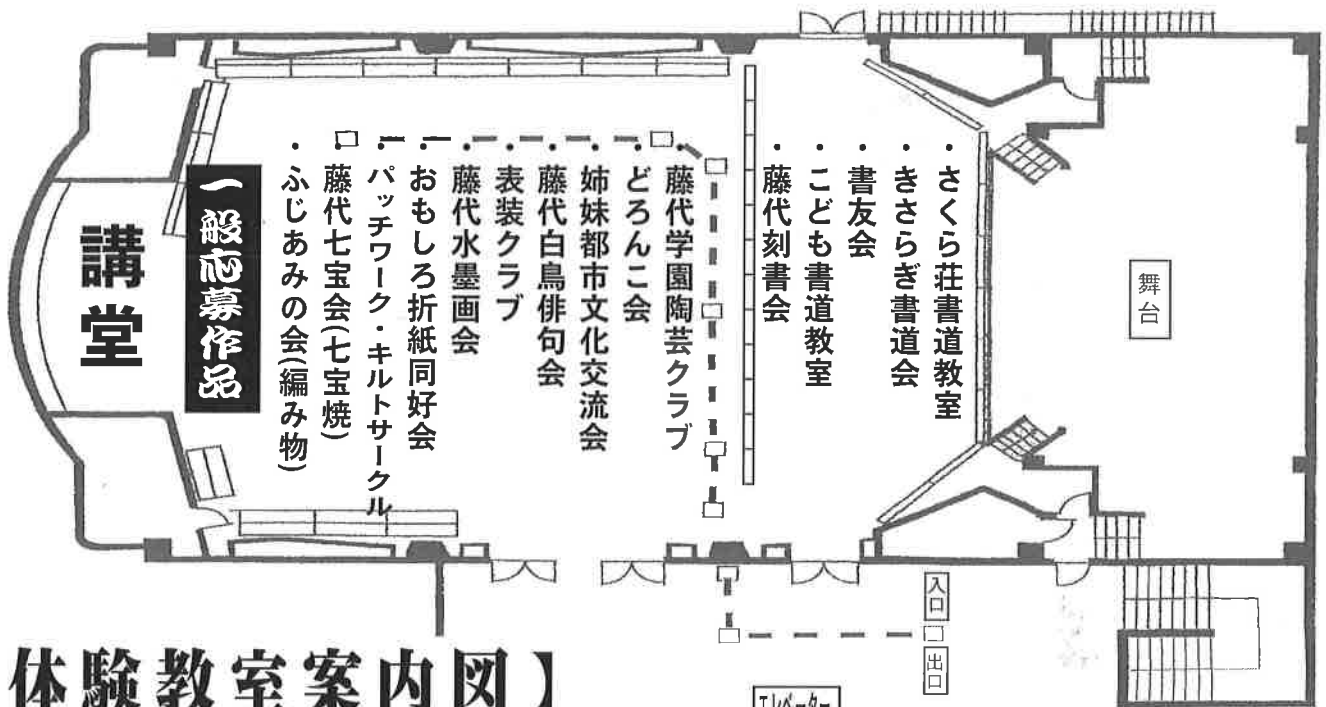 舞台
・さくら荘書道教室
・きさらぎ書道会
・書友会
・こども書道教室
・藤代刻書会
・藤代学園陶芸クラブ
・どろんこ会
・姉妹都市文化交流会
・藤代白鳥俳句会
・表装クラブ
・藤代水墨画会
・おもしろ折紙同好会
・パッチワーク・キルトサークル
・藤代七宝会(七宝焼)
・ふじあみの会(編み物)
一般応募作品
講堂
入口
出口
エレベーター
体験教室案内図】